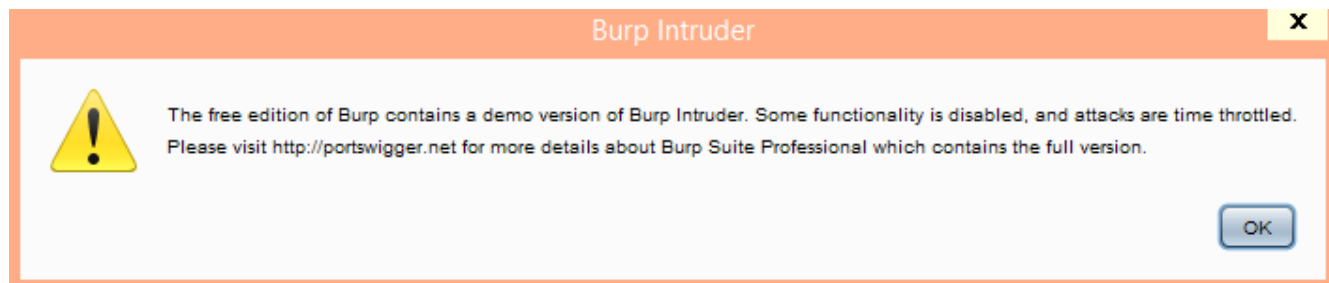 Burp Intruder
X
The free edition of Burp contains a demo version of Burp Intruder. Some functionality is disabled, and attacks are time throttled.
Please visit http://portswigger.net for more details about Burp Suite Professional which contains the full version.
OK